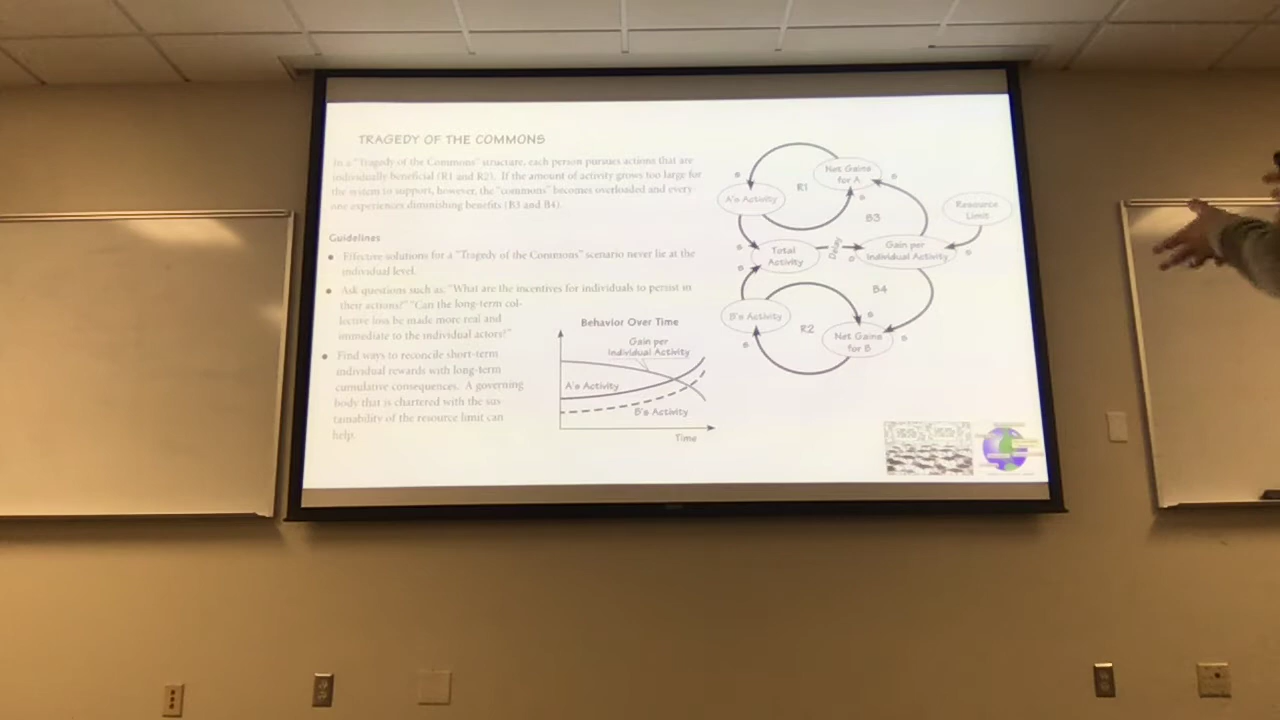 TRAGEDY OF THE COMMONS
In a "Tragedy of the Commons" structure, each person pursues actions that are
individually beneficial (R1 and R2). If the amount of activity grows too large for
the system to support, however, the "commons" becomes overloaded and every-
one experiences diminishing benefits (B3 and B4).
Guidelines
• Effective solutions for a "Tragedy of the Commons" scenario never lie at the
individual level.
• Ask questions such as: "What are the incentives for individuals to persist in
their actions?" "Can the long-term col-
lective loss be made more real and
immediate to the individual actors?"
• Find ways to reconcile short-term
individual rewards with long-term
cumulative consequences. A governing
body that is chartered with the sus-
tainability of the resource limit can
help.
Behavior Over Time
Gain per
Individual Activity
A's Activity
B's Activity
Time
Net Gains
for A
R1
A's Activity
B3
Resource
Limit
Total
Activity
Delay
Gain per
Individual Activity
B4
B's Activity
R2
Net Gains
for B